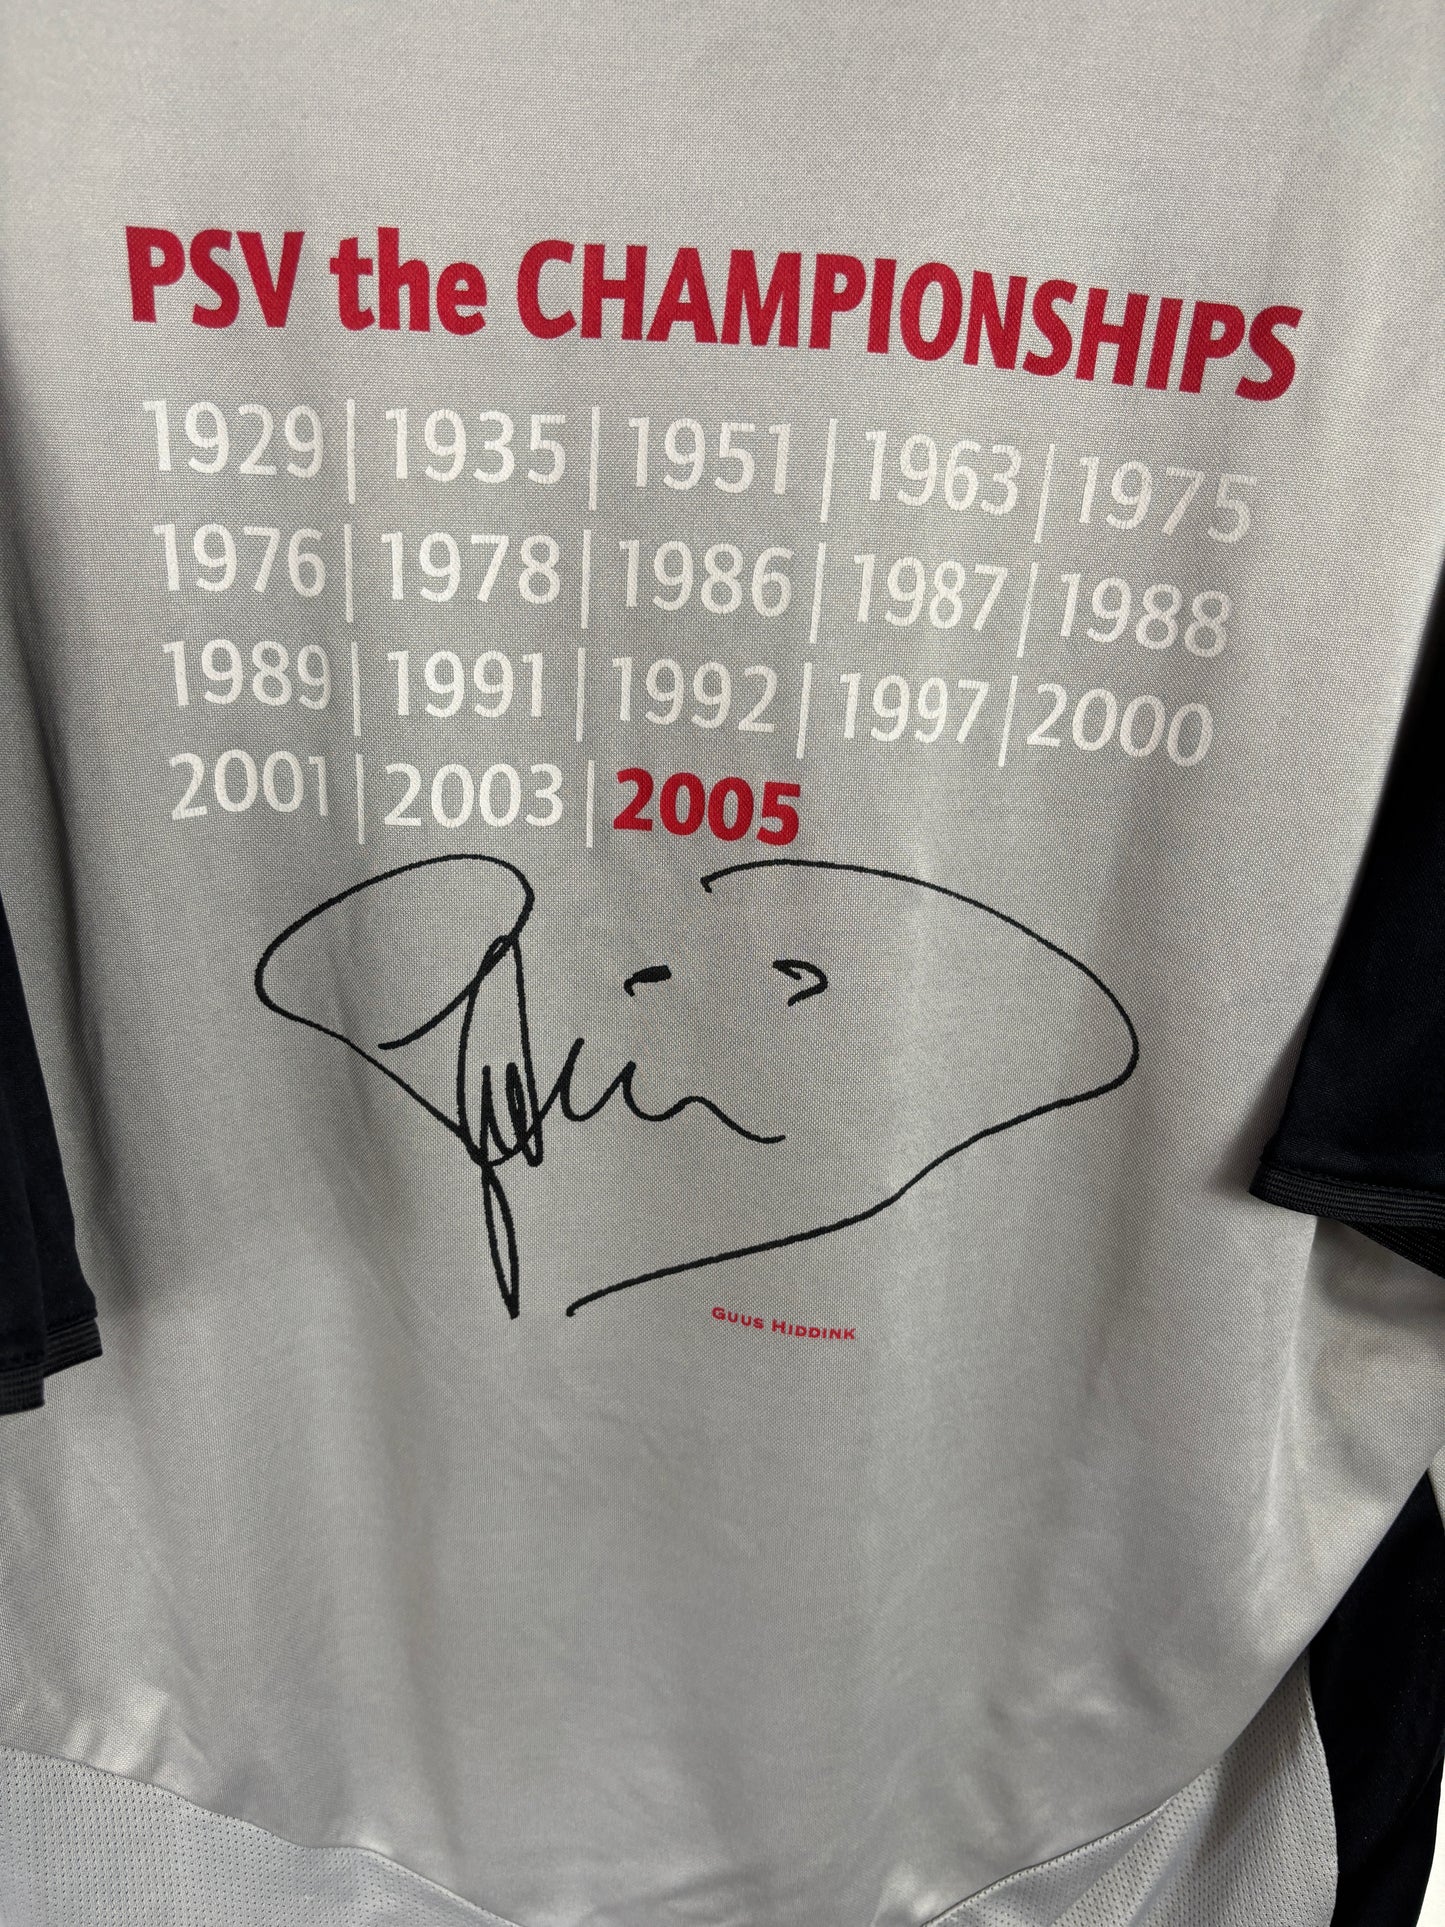 PSV the CHAMPIONSHIPS
1929 | 1935 | 1951 | 1963 | 1975
1976 | 1978 | 1986 | 1987 | 1988
1989 | 1991 | 1992 | 1997 | 2000
2001 | 2003 | 2005
GUUS HIDDINK